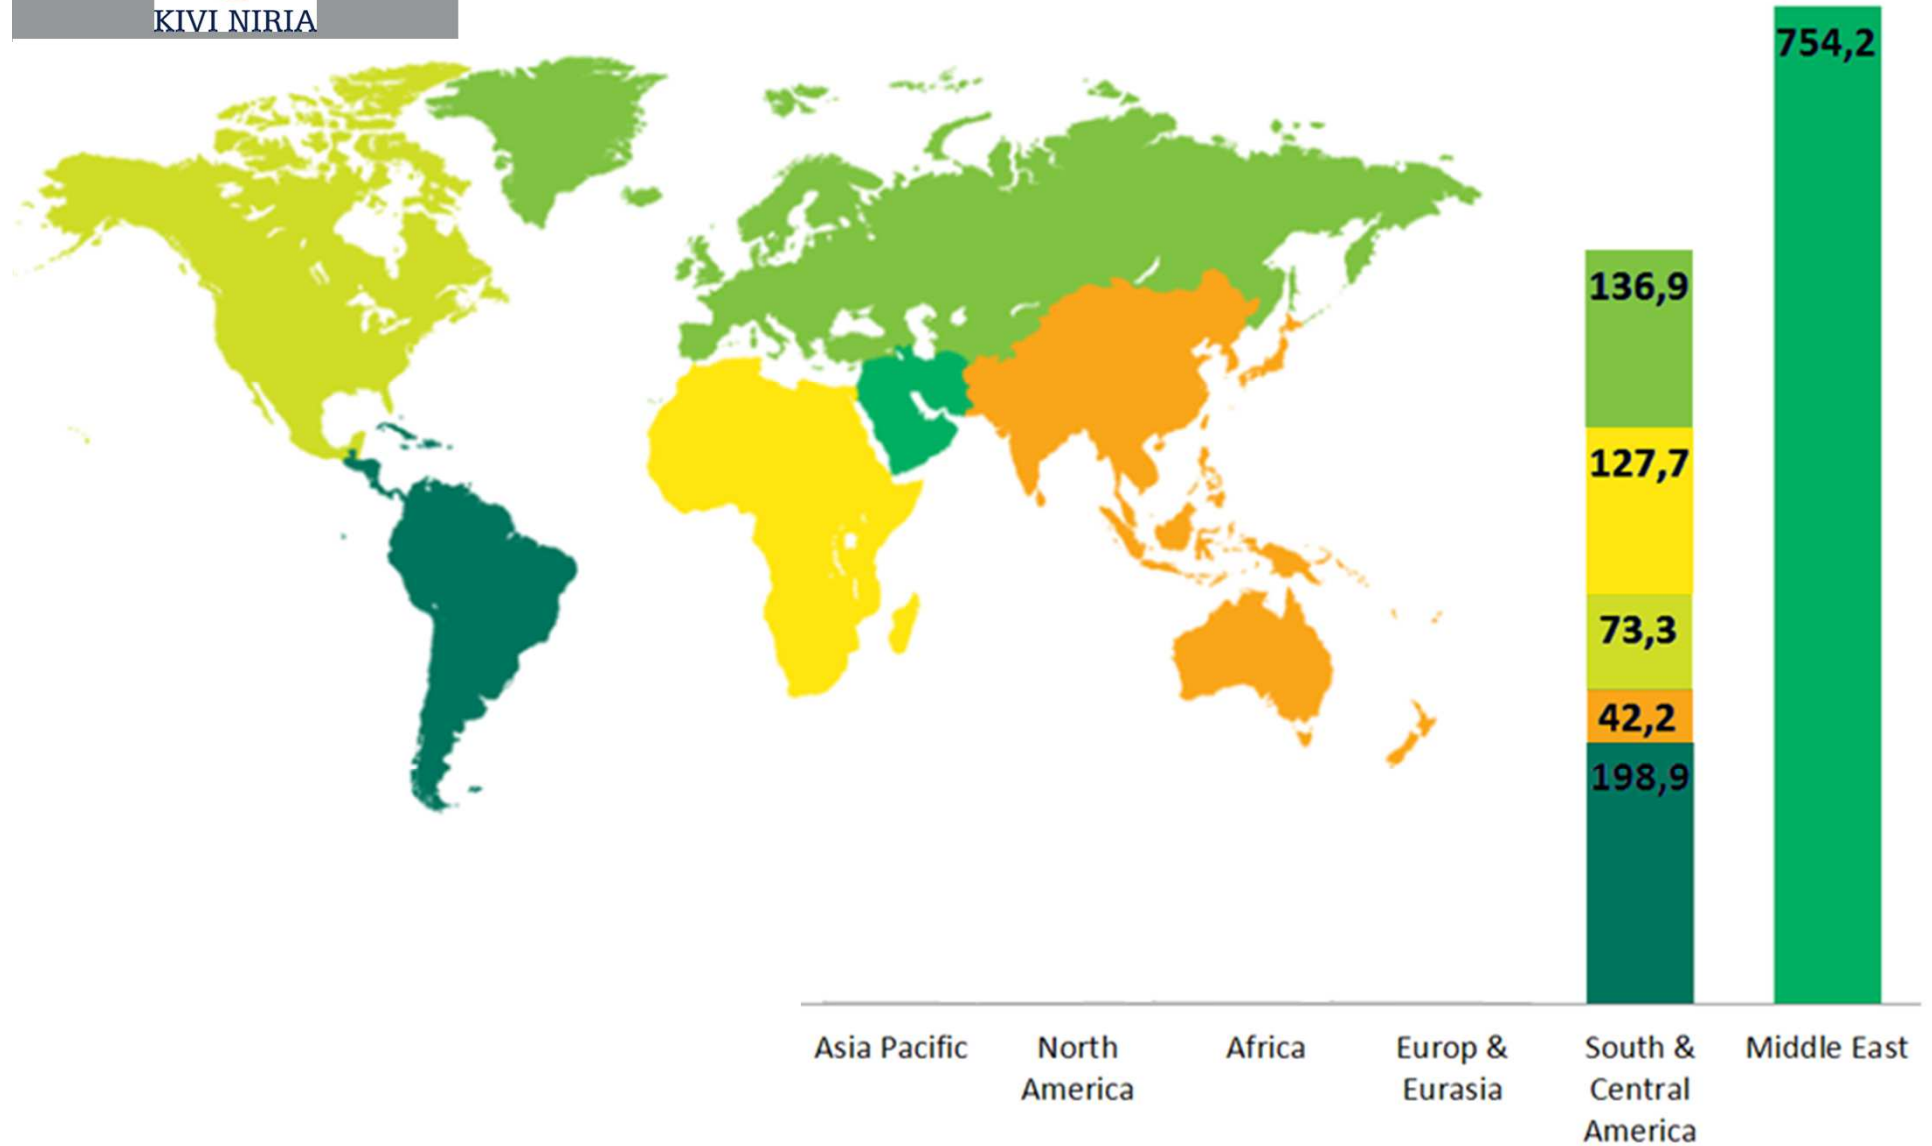 KIVI NIRIA
754,2
136,9
127,7
73,3
42,2
198,9
Asia Pacific
North
America
Africa
Europ &
Eurasia
South &
Central
America
Middle East